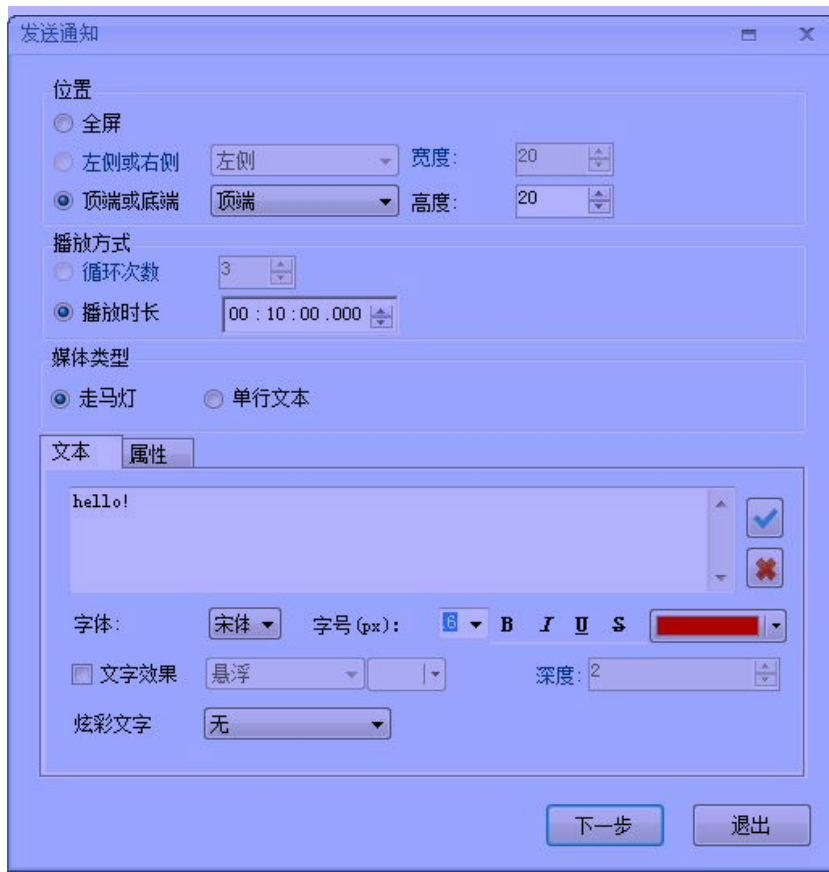 发送通知
位置
全屏
左侧或右侧 左侧 宽度: 20
顶端或底端 顶端 高度: 20
播放方式
循环次数 3
播放时长 00 : 10 : 00 .000
媒体类型
走马灯 单行文本
文本 属性
hello!
字体: 宋体 字号(px): B I U S
文字效果 悬浮 深度: 2
炫彩文字 无
下一步 退出